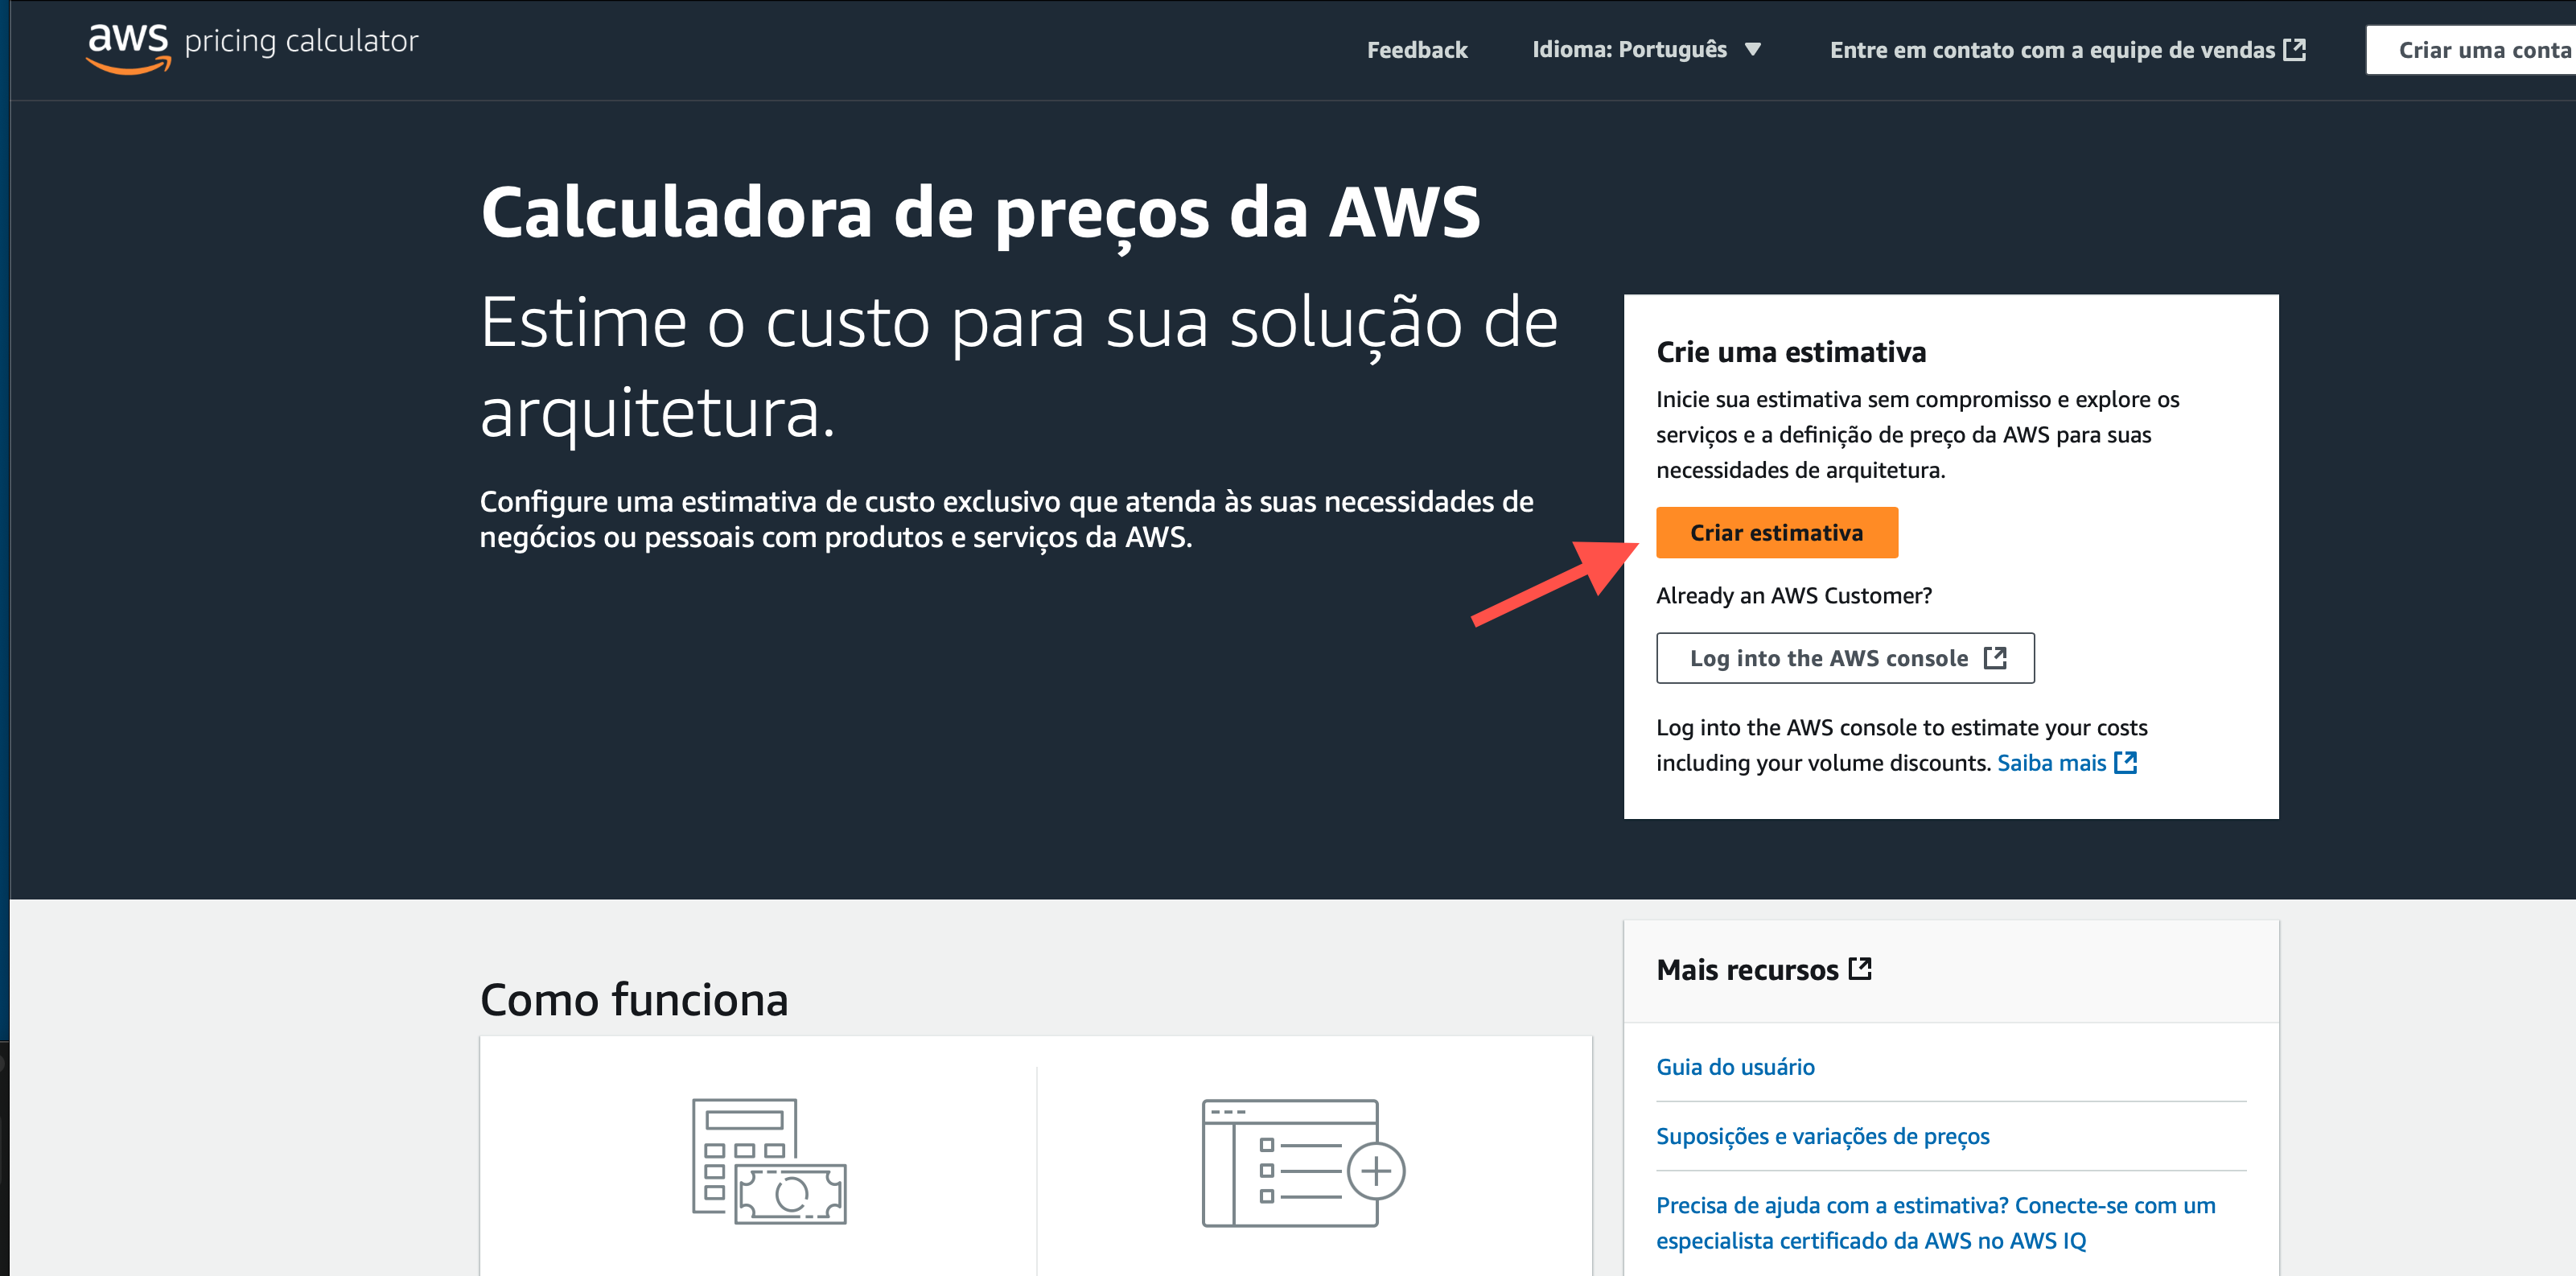 aws pricing calculator
Feedback
Idioma: Português
Entre em contato com a equipe de vendas
Criar uma conta
Calculadora de preços da AWS
Estime o custo para sua solução de
arquitetura.
Configure uma estimativa de custo exclusivo que atenda às suas necessidades de
negócios ou pessoais com produtos e serviços da AWS.
Crie uma estimativa
Inicie sua estimativa sem compromisso e explore os
serviços e a definição de preço da AWS para suas
necessidades de arquitetura.
Criar estimativa
Already an AWS Customer?
Log into the AWS console
Log into the AWS console to estimate your costs
including your volume discounts. Saiba mais
Como funciona
Mais recursos
Guia do usuário
Suposições e variações de preços
Precisa de ajuda com a estimativa? Conecte-se com um
especialista certificado da AWS no AWS IQ